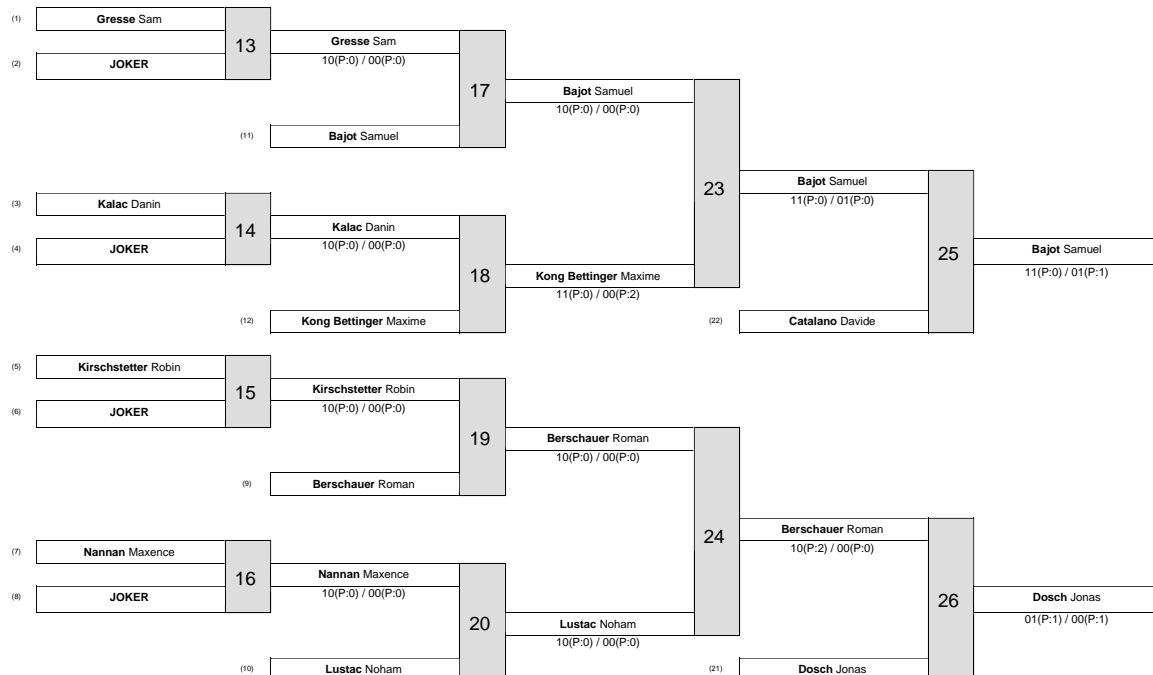 (1) Gresse Sam
13
Gresse Sam
(2) JOKER
10(P:0) / 00(P:0)
17
Bajot Samuel
10(P:0) / 00(P:0)
(11) Bajot Samuel
23
Bajot Samuel
11(P:0) / 01(P:0)
(3) Kalac Danin
14
Kalac Danin
(4) JOKER
10(P:0) / 00(P:0)
18
Kong Bettinger Maxime
11(P:0) / 00(P:2)
(12) Kong Bettinger Maxime
25
Bajot Samuel
11(P:0) / 01(P:1)
(22) Catalano Davide
(5) Kirschstetter Robin
15
Kirschstetter Robin
(6) JOKER
10(P:0) / 00(P:0)
19
Berschauer Roman
10(P:0) / 00(P:0)
(9) Berschauer Roman
24
Berschauer Roman
10(P:2) / 00(P:0)
(7) Nannan Maxence
16
Nannan Maxence
(8) JOKER
10(P:0) / 00(P:0)
20
Lustac Noham
10(P:0) / 00(P:0)
26
Dosch Jonas
01(P:1) / 00(P:1)
(10) Lustac Noham
(21) Dosch Jonas